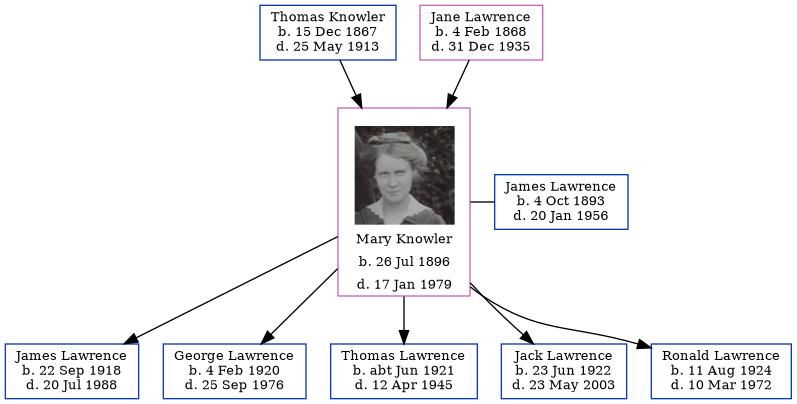 Thomas Knowler
b. 15 Dec 1867
d. 25 May 1913
Jane Lawrence
b. 4 Feb 1868
d. 31 Dec 1935
Mary Knowler
b. 26 Jul 1896
d. 17 Jan 1979
James Lawrence
b. 4 Oct 1893
d. 20 Jan 1956
James Lawrence
b. 22 Sep 1918
d. 20 Jul 1988
George Lawrence
b. 4 Feb 1920
d. 25 Sep 1976
Thomas Lawrence
b. abt Jun 1921
d. 12 Apr 1945
Jack Lawrence
b. 23 Jun 1922
d. 23 May 2003
Ronald Lawrence
b. 11 Aug 1924
d. 10 Mar 1972